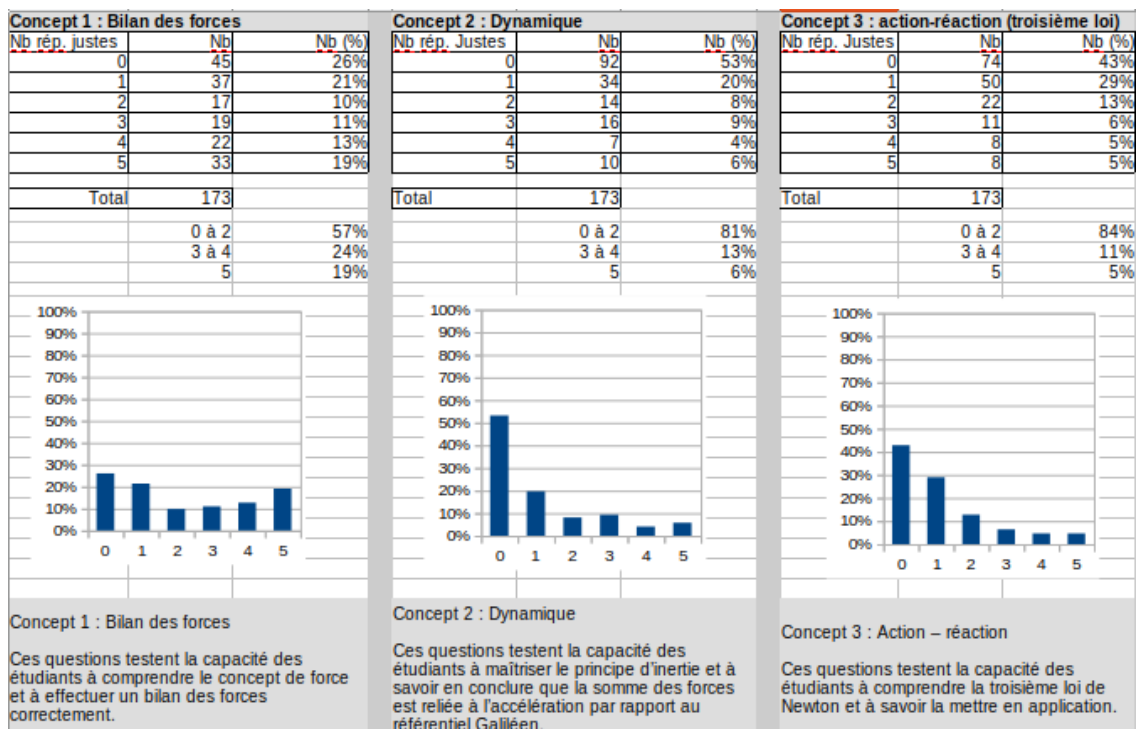 Concept 1 : Bilan des forces
Nb rép. justes Nb Nb (%)
0 45 26%
1 37 21%
2 17 10%
3 19 11%
4 22 13%
5 33 19%
Total 173
0 à 2 57%
3 à 4 24%
5 19%
100%
90%
80%
70%
60%
50%
40%
30%
20%
10%
0%
0 1 2 3 4 5
Concept 1 : Bilan des forces
Ces questions testent la capacité des
étudiants à comprendre le concept de force
et à effectuer un bilan des forces
correctement.
Concept 2 : Dynamique
Nb rép. Justes Nb Nb (%)
0 92 53%
1 34 20%
2 14 8%
3 16 9%
4 7 4%
5 10 6%
Total 173
0 à 2 81%
3 à 4 13%
5 6%
100%
90%
80%
70%
60%
50%
40%
30%
20%
10%
0%
0 1 2 3 4 5
Concept 2 : Dynamique
Ces questions testent la capacité des
étudiants à maîtriser le principe d'inertie et à
savoir en conclure que la somme des forces
est reliée à l'accélération par rapport au
référentiel Galiléen.
Concept 3 : action-réaction (troisième loi)
Nb rép. Justes Nb Nb (%)
0 74 43%
1 50 29%
2 22 13%
3 11 6%
4 8 5%
5 8 5%
Total 173
0 à 2 84%
3 à 4 11%
5 5%
100%
90%
80%
70%
60%
50%
40%
30%
20%
10%
0%
0 1 2 3 4 5
Concept 3 : Action – réaction
Ces questions testent la capacité des
étudiants à comprendre la troisième loi de
Newton et à savoir la mettre en application.